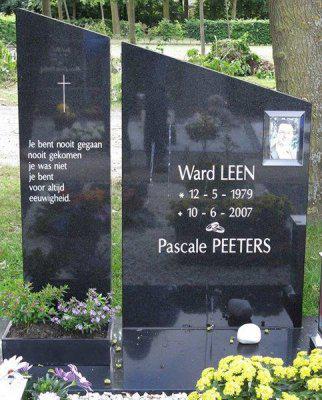 Je bent nooit gegaan
nooit gekomen
je was niet
je bent
voor altijd
eeuwigheid.
Ward LEEN
* 12 - 5 - 1979
+ 10 - 6 - 2007
Pascale PEETERS